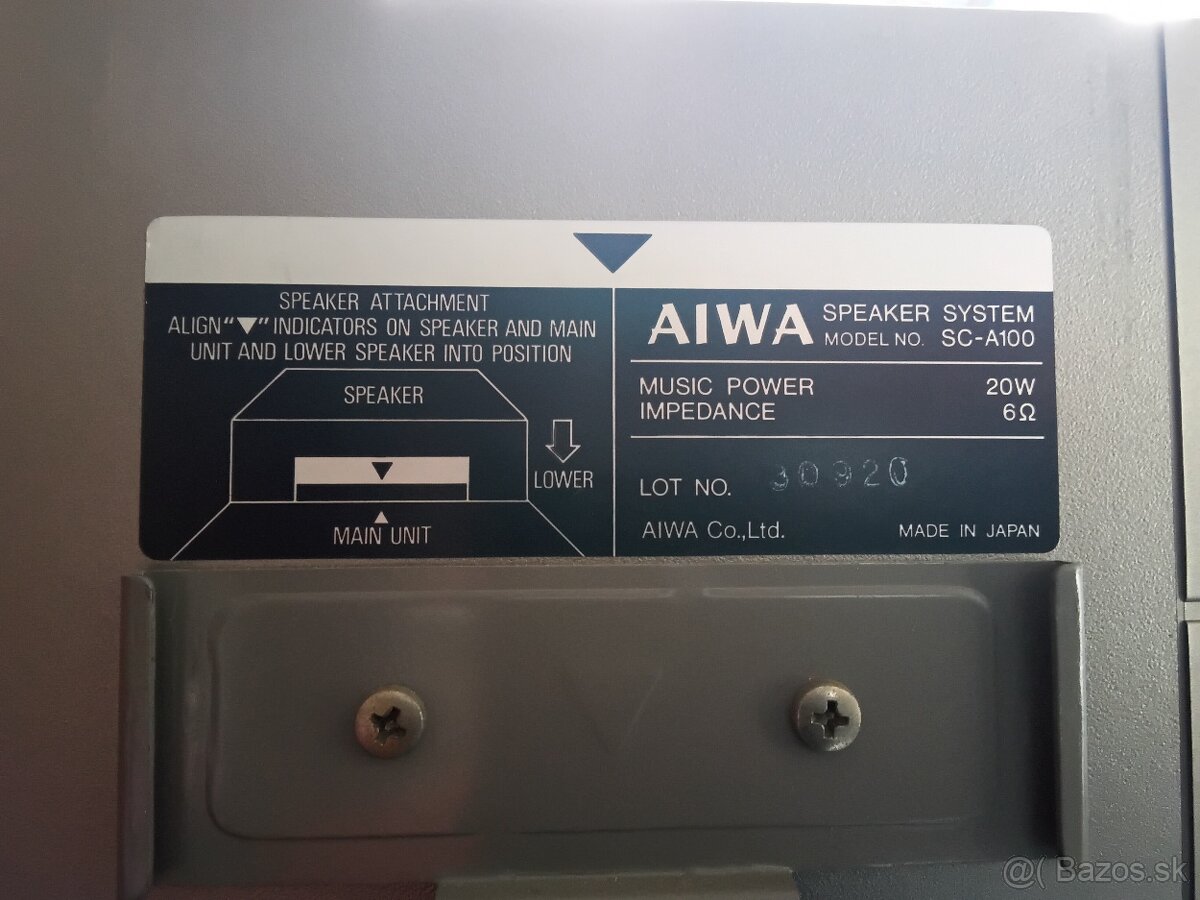 SPEAKER ATTACHMENT
ALIGN "▼" INDICATORS ON SPEAKER AND MAIN
UNIT AND LOWER SPEAKER INTO POSITION
SPEAKER
LOWER
MAIN UNIT
AIWA SPEAKER SYSTEM
MODEL NO. SC-A100
MUSIC POWER 20W
IMPEDANCE 6Ω
LOT NO. 30920
AIWA Co.,Ltd. MADE IN JAPAN
@( Bazos.sk